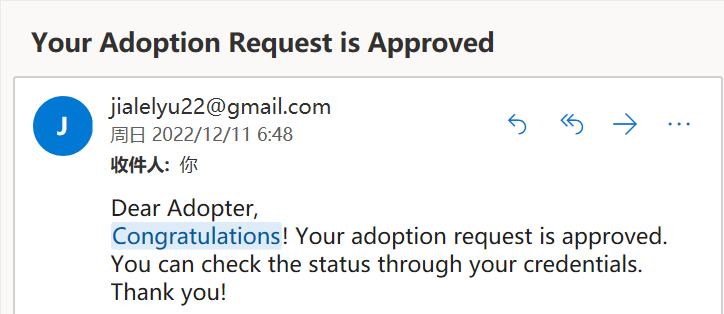 Your Adoption Request is Approved
J
jialelyu22@gmail.com
周日 2022/12/11 6:48
收件人: 你
Dear Adopter,
Congratulations! Your adoption request is approved.
You can check the status through your credentials.
Thank you!